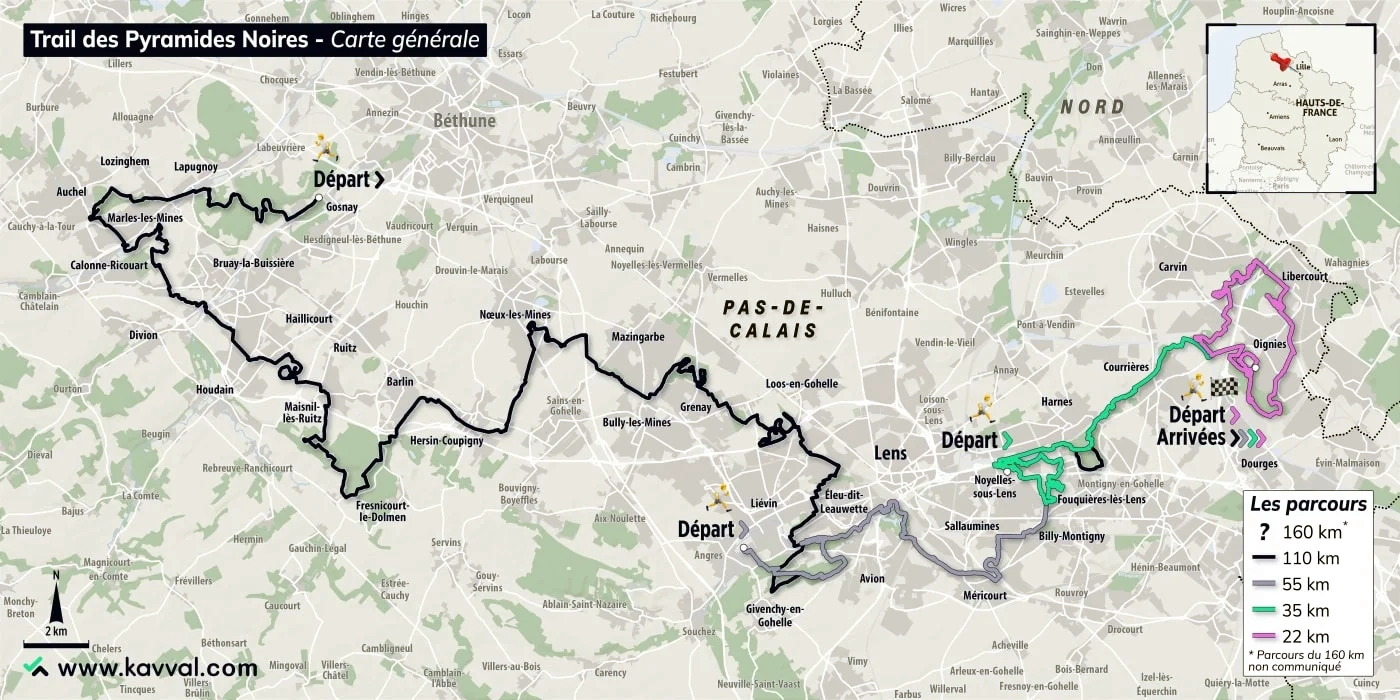 Trail des Pyramides Noires - Carte générale
Gonnehem
Oblinghem
Hinges
Locon
La Couture
Richebourg
Lorgies
Illies
Wicres
Wavrin
Sainghin-en-Weppes
Houplin-Ancoisne
Marquillies
Don
Allennes-
les-Marais
Lillers
Chocques
Vendin-lès-Béthune
Essars
Festubert
Violaines
La Bassée
Salomé
Hantay
NORD
Burbure
Allouagne
Annezin
Béthune
Beuvry
Cuinchy
Givenchy-
lès-la-
Bassée
Annœullin
Labeuvrière
Lozinghem
Lapugnoy
Cambrin
Billy-Berclau
Bauvin
Provin
Carnin
Départ
Auchel
Gosnay
Verquigneul
Auchy-les-
Mines
Douvrin
Marles-les-Mines
Cauchy-à-la-Tour
Vaudricourt
Verquin
Sailly-
Labourse
Haisnes
Hesdigneul-lès-Béthune
Annequin
Wingles
Meurchin
Calonne-Ricouart
Bruay-la-Buissière
Drouvin-le-Marais
Labourse
Noyelles-lès-Vermelles
Vermelles
Carvin
Libercourt
Wahagnies
Camblain-
Châtelain
Houchin
Hulluch
Estevelles
PAS-DE-
CALAIS
Bénifontaine
Pont-à-Vendin
Divion
Haillicourt
Ruitz
Nœux-les-Mines
Mazingarbe
Vendin-le-Vieil
Oignies
Annay
Courrières
Ourton
Houdain
Barlin
Loos-en-Gohelle
Loison-
sous-
Lens
Harnes
Maisnil-
lès-Ruitz
Sains-en-
Gohelle
Grenay
Bully-les-Mines
Départ
Arrivées
Beugin
Hersin-Coupigny
Lens
Départ
Dieval
Rebreuve-Ranchicourt
Dourges
Évin-Malmaison
La Comté
Bajus
Fresnicourt-
le-Dolmen
Bouvigny-
Boyeffles
Liévin
Éleu-dit-
Leauwette
Noyelles-
sous-Lens
Montigny-en-Gohelle
Fouquières-lès-Lens
La Thieuloye
Hermin
Gauchin-Légal
Servins
Aix-Noulette
Départ
Angres
Sallaumines
Billy-Montigny
Magnicourt-
en-Comte
Frévillers
Estrée-
Cauchy
Gouy-
Servins
Avion
Méricourt
Hénin-Beaumont
Rouvroy
Monchy-
Breton
Caucourt
Ablain-Saint-Nazaire
Givenchy-en-
Gohelle
Souchez
Drocourt
Chelers
Béthonsart
Cambligneul
Acheville
Mingoval
Villers-
Châtel
Villers-au-Bois
Vimy
Arleux-en-Gohelle
Bois-Bernard
Tincques
Villers-
Brûlin
Camblain-
l'Abbé
Neuville-Saint-Vaast
Farbus
Willerval
Fresnoy-en-Gohelle
Izel-lès-
Équerchin
Quiéry-la-Motte
Cuincy
N
2 km
www.kavval.com
Lille
Arras
HAUTS-DE-
FRANCE
Amiens
Laon
Beauvais
Les parcours
? 160 km*
110 km
55 km
35 km
22 km
* Parcours du 160 km
non communiqué